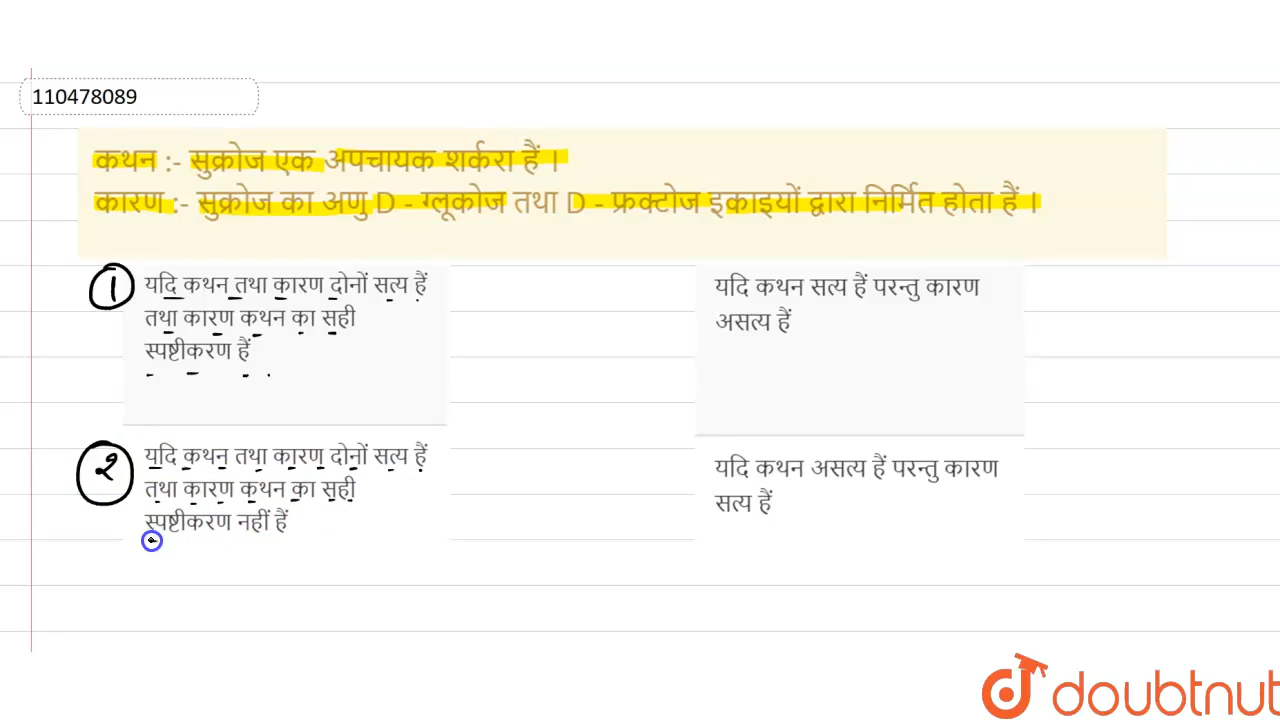 110478089
कथन :- सुक्रोज एक अपचायक शर्करा हैं ।
कारण :- सुक्रोज का अणु D - ग्लूकोज तथा D - फ्रक्टोज इकाइयों द्वारा निर्मित होता हैं ।
1
यदि कथन तथा कारण दोनों सत्य हैं
तथा कारण कथन का सही
स्पष्टीकरण हैं
यदि कथन सत्य हैं परन्तु कारण
असत्य हैं
2
यदि कथन तथा कारण दोनों सत्य हैं
तथा कारण कथन का सही
स्पष्टीकरण नहीं हैं
यदि कथन असत्य हैं परन्तु कारण
सत्य हैं
doubtnut